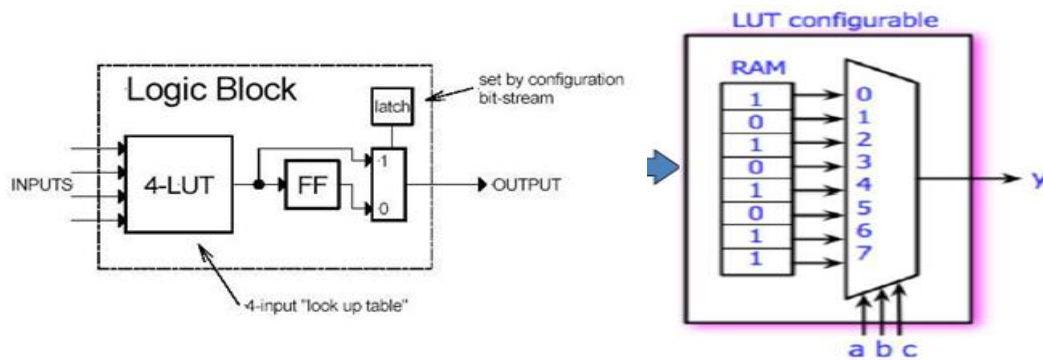 Logic Block
set by configuration
bit-stream
latch
INPUTS
4-LUT
FF
1
0
OUTPUT
4-input "look up table"
LUT configurable
RAM
1
0
1
0
1
0
1
1
0
1
2
3
4
5
6
7
y
a b c